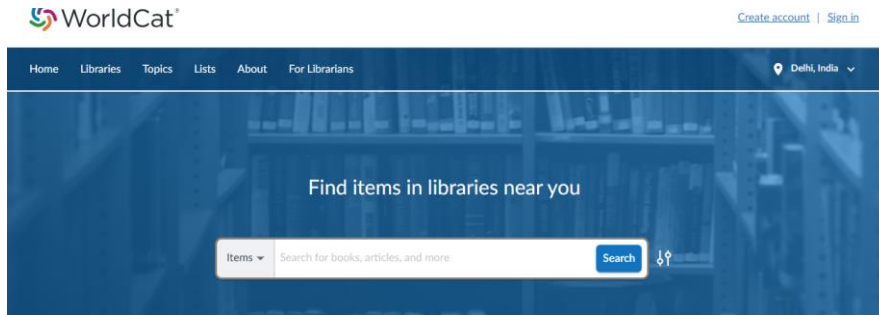 WorldCat®
Create account | Sign in
Home Libraries Topics Lists About For Librarians
Delhi, India
Find items in libraries near you
Items
Search for books, articles, and more
Search